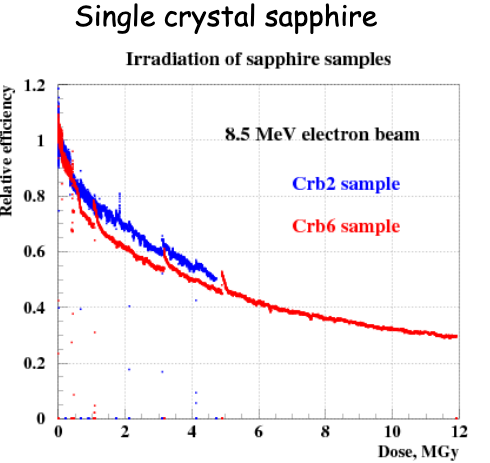 Single crystal sapphire
Irradiation of sapphire samples
Relative efficiency
1.2
1
0.8
0.6
0.4
0.2
0
8.5 MeV electron beam
Crb2 sample
Crb6 sample
0 2 4 6 8 10 12
Dose, MGy